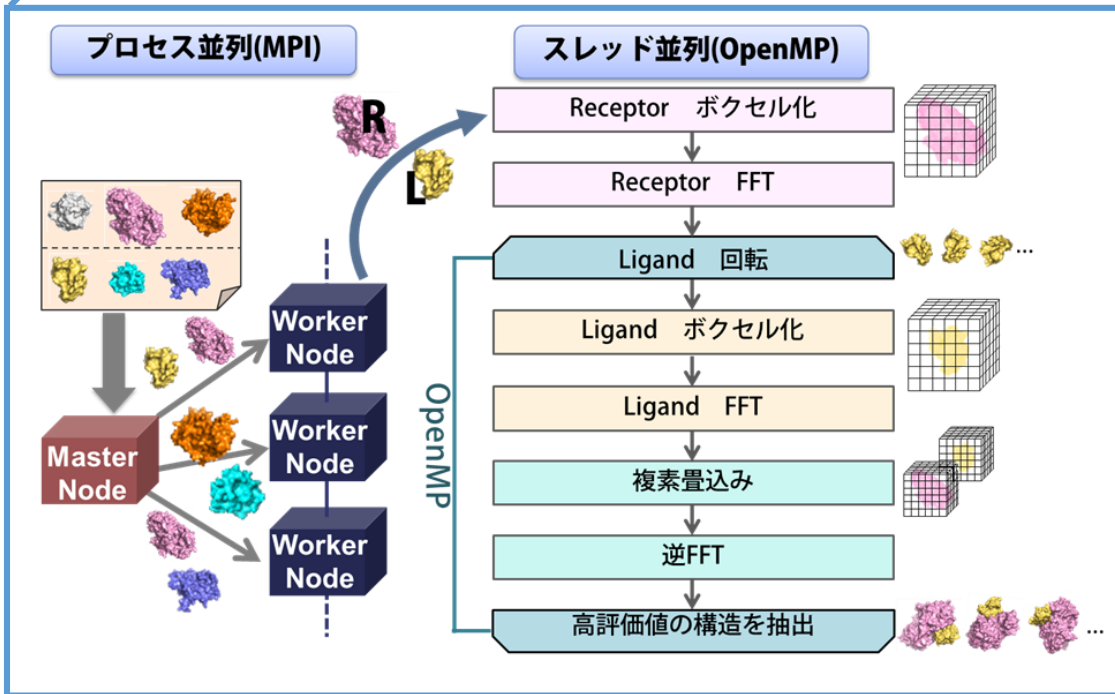 プロセス並列(MPI)
スレッド並列(OpenMP)
R
L
Receptor ボクセル化
Receptor FFT
Ligand 回転
Ligand ボクセル化
Ligand FFT
複素畳込み
逆FFT
高評価値の構造を抽出
...
...
OpenMP
Master
Node
Worker
Node
Worker
Node
Worker
Node